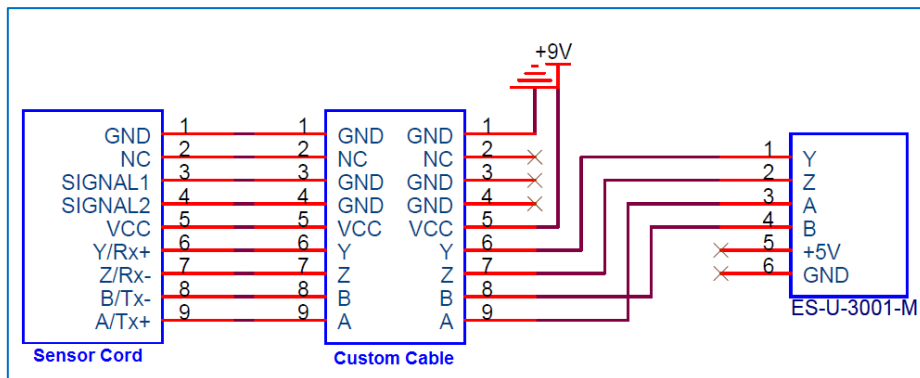 +9V
GND 1 1 GND GND 1
NC 2 2 NC NC 2
SIGNAL1 3 3 GND GND 3
SIGNAL2 4 4 GND GND 4
VCC 5 5 VCC VCC 5
Y/Rx+ 6 6 Y Y 6
Z/Rx- 7 7 Z Z 7
B/Tx- 8 8 B B 8
A/Tx+ 9 9 A A 9
Sensor Cord
Custom Cable
1 Y
2 Z
3 A
4 B
5 +5V
6 GND
ES-U-3001-M